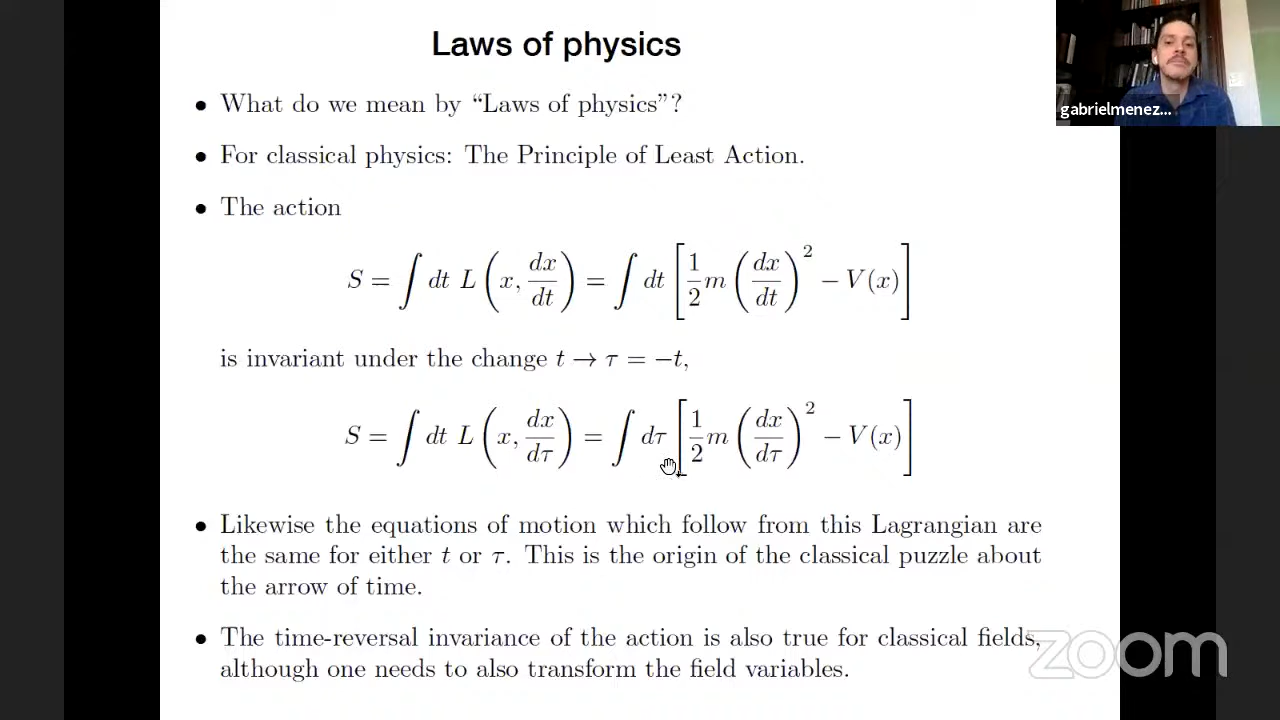 Laws of physics
gabrielmenez...
• What do we mean by “Laws of physics”?
• For classical physics: The Principle of Least Action.
• The action
S = ∫ dt L(x, dx/dt) = ∫ dt [1/2 m (dx/dt)² − V(x)]
is invariant under the change t → τ = −t,
S = ∫ dt L(x, dx/dτ) = ∫ dτ [1/2 m (dx/dτ)² − V(x)]
• Likewise the equations of motion which follow from this Lagrangian are
the same for either t or τ. This is the origin of the classical puzzle about
the arrow of time.
• The time-reversal invariance of the action is also true for classical fields,
although one needs to also transform the field variables.
zoom